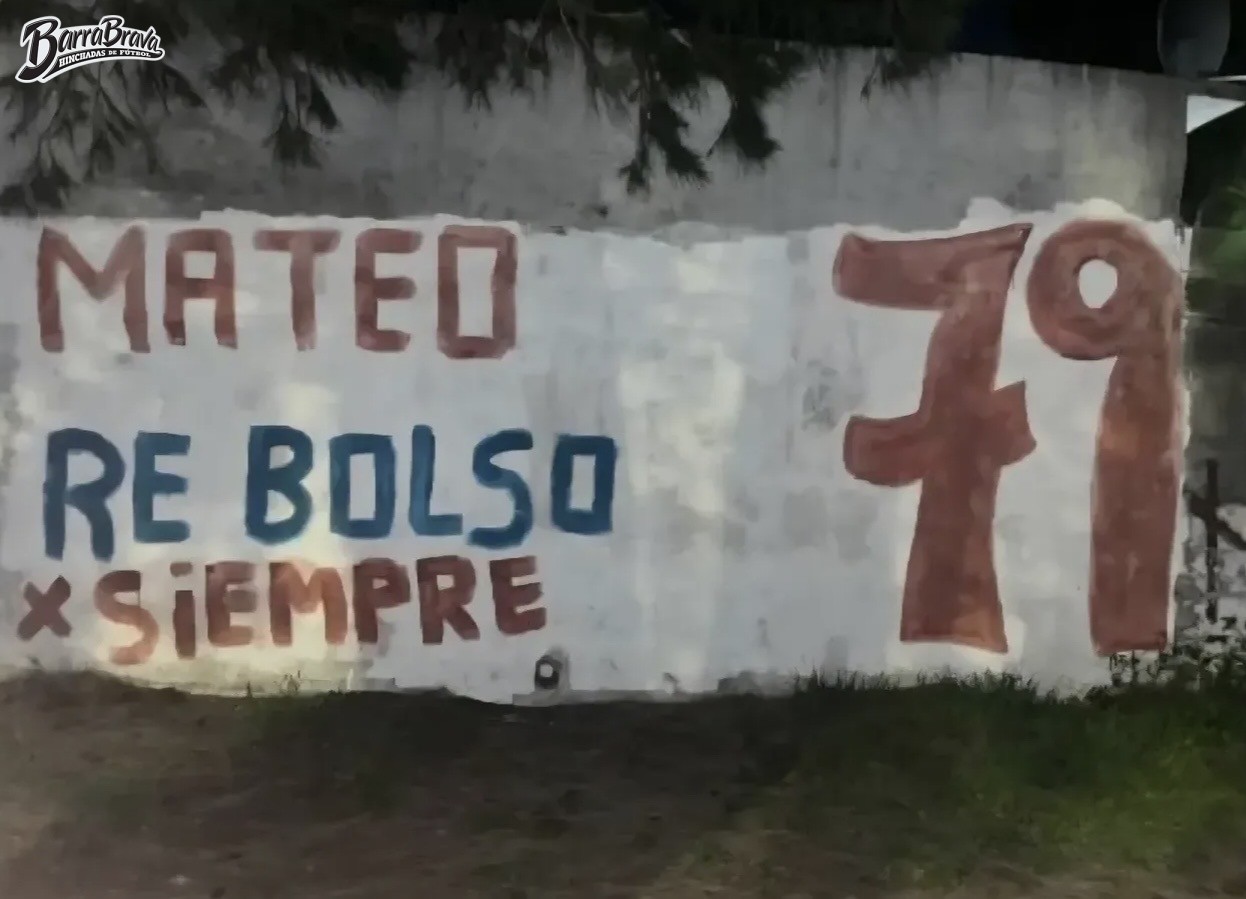 BarraBrava
HINCHADAS DE FÚTBOL
MATEO
79
RE BOLSO
x SiEMPRE